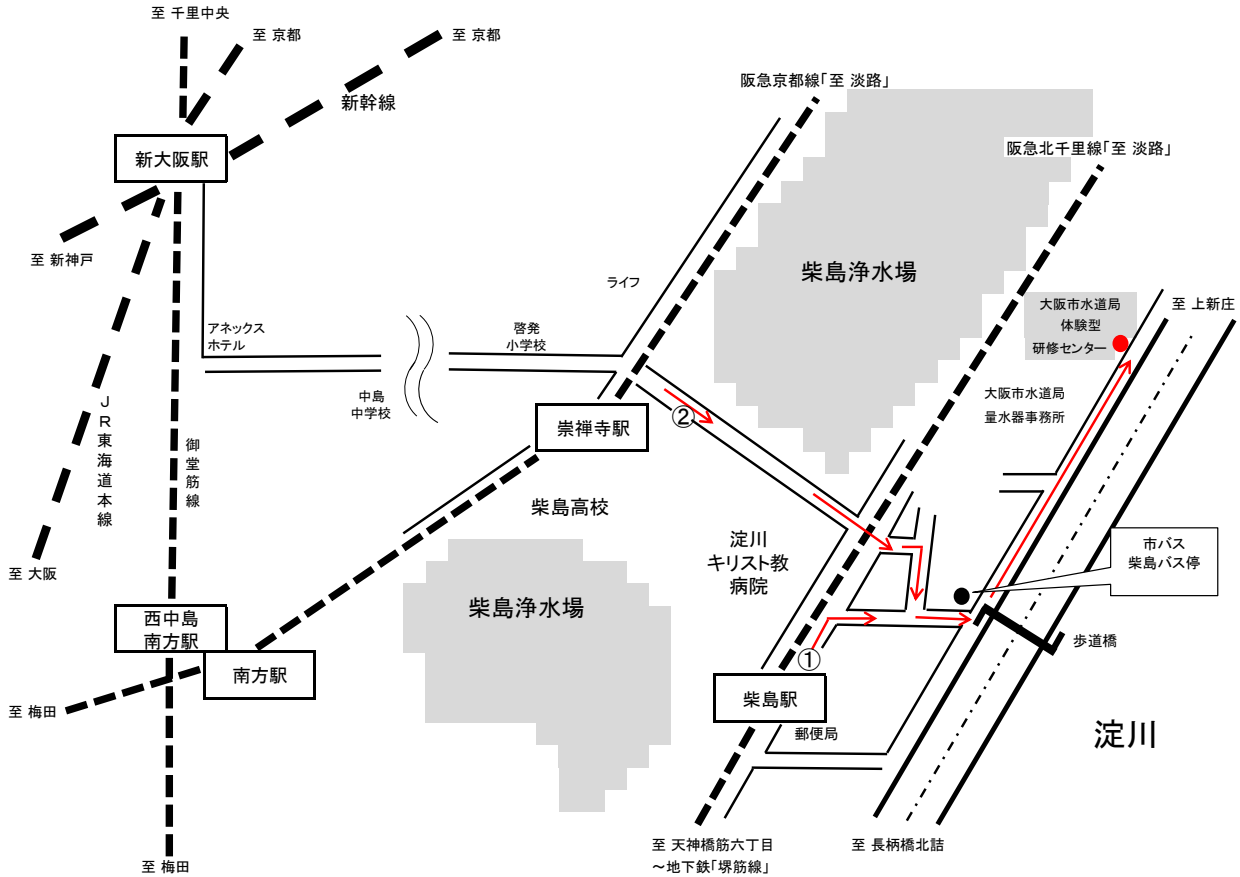 至 千里中央
至 京都
至 京都
新幹線
新大阪駅
至 新神戸
阪急京都線「至 淡路」
阪急北千里線「至 淡路」
柴島浄水場
ライフ
大阪市水道局
体験型
研修センター
至 上新庄
アネックス
ホテル
啓発
小学校
中島
中学校
大阪市水道局
量水器事務所
JR東海道本線
御堂筋線
崇禅寺駅
②
柴島高校
淀川
キリスト教
病院
市バス
柴島バス停
至 大阪
柴島浄水場
西中島
南方駅
南方駅
歩道橋
①
柴島駅
至 梅田
郵便局
淀川
至 梅田
至 天神橋筋六丁目
～地下鉄「堺筋線」
至 長柄橋北詰